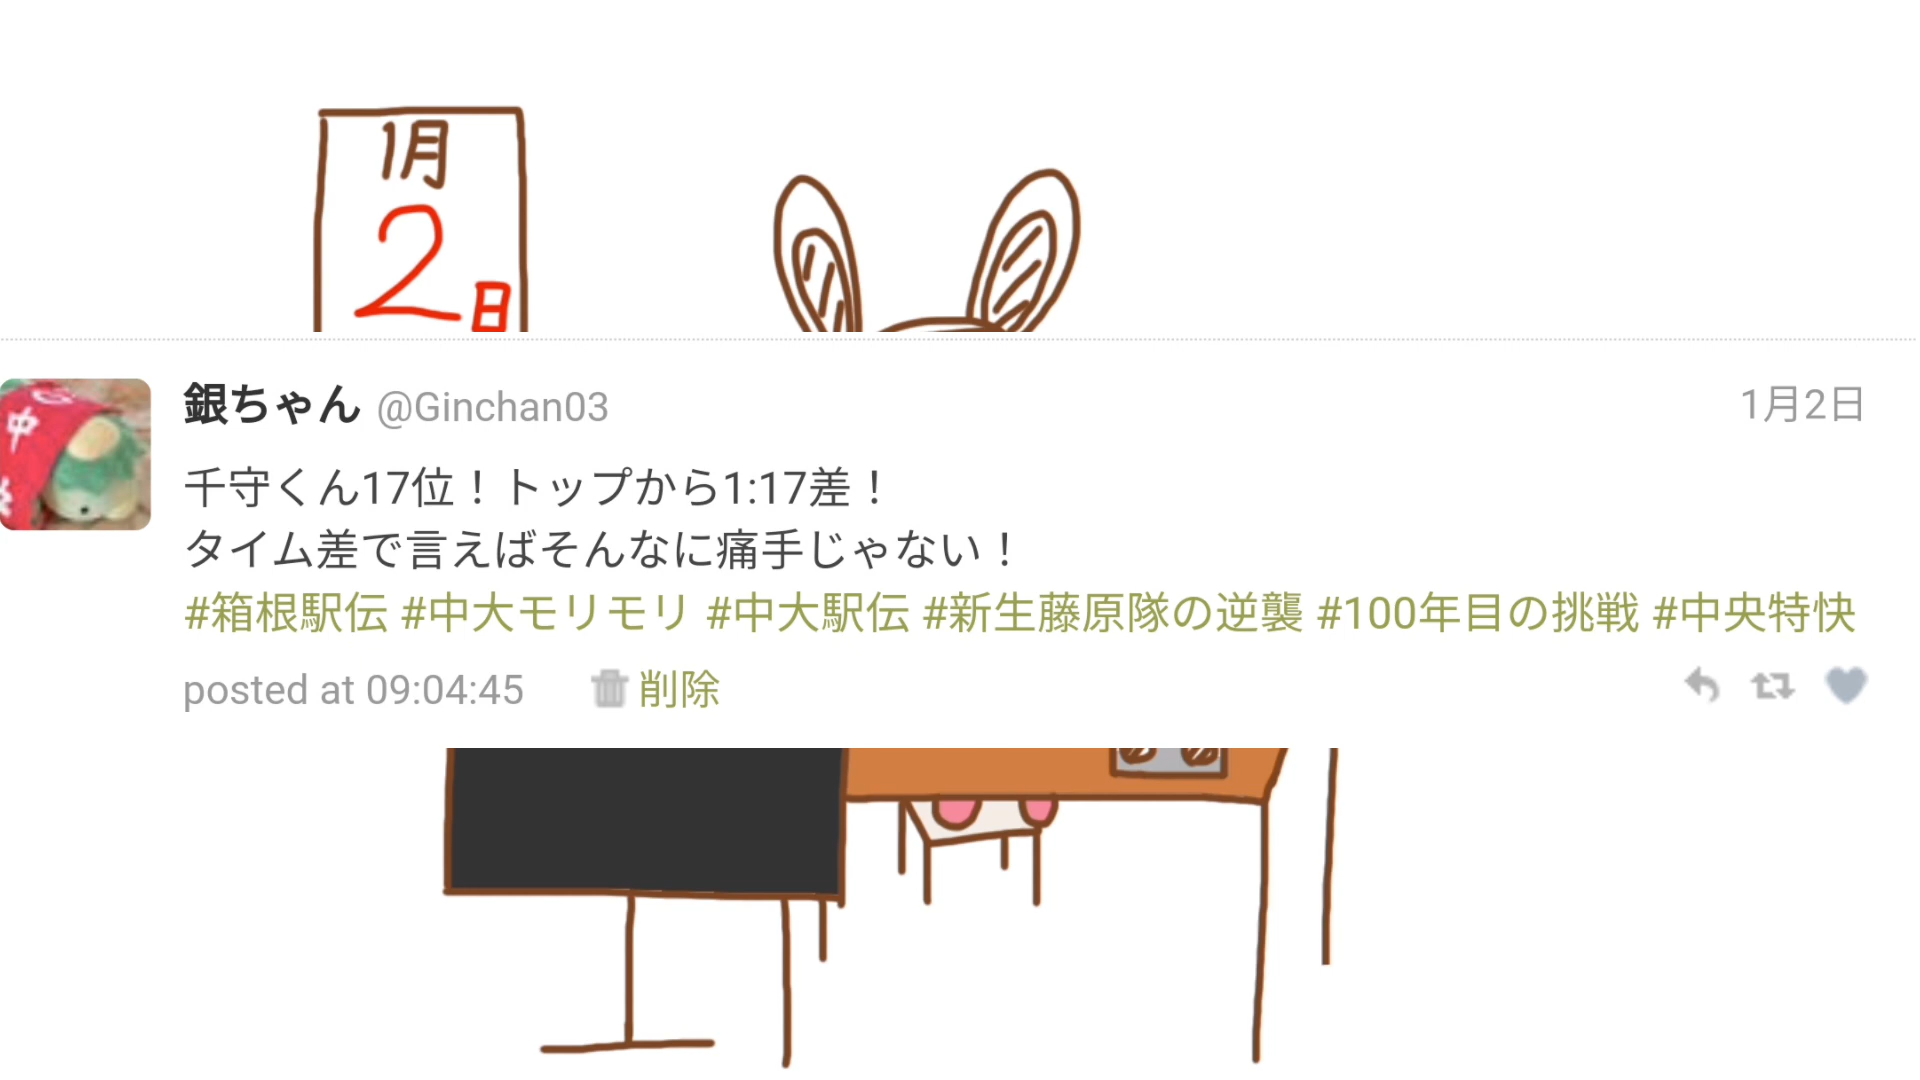 1月
2日
銀ちゃん @Ginchan03 1月2日
中
千守くん17位！トップから1:17差！
タイム差で言えばそんなに痛手じゃない！
#箱根駅伝 #中大モリモリ #中大駅伝 #新生藤原隊の逆襲 #100年目の挑戦 #中央特快
posted at 09:04:45 削除